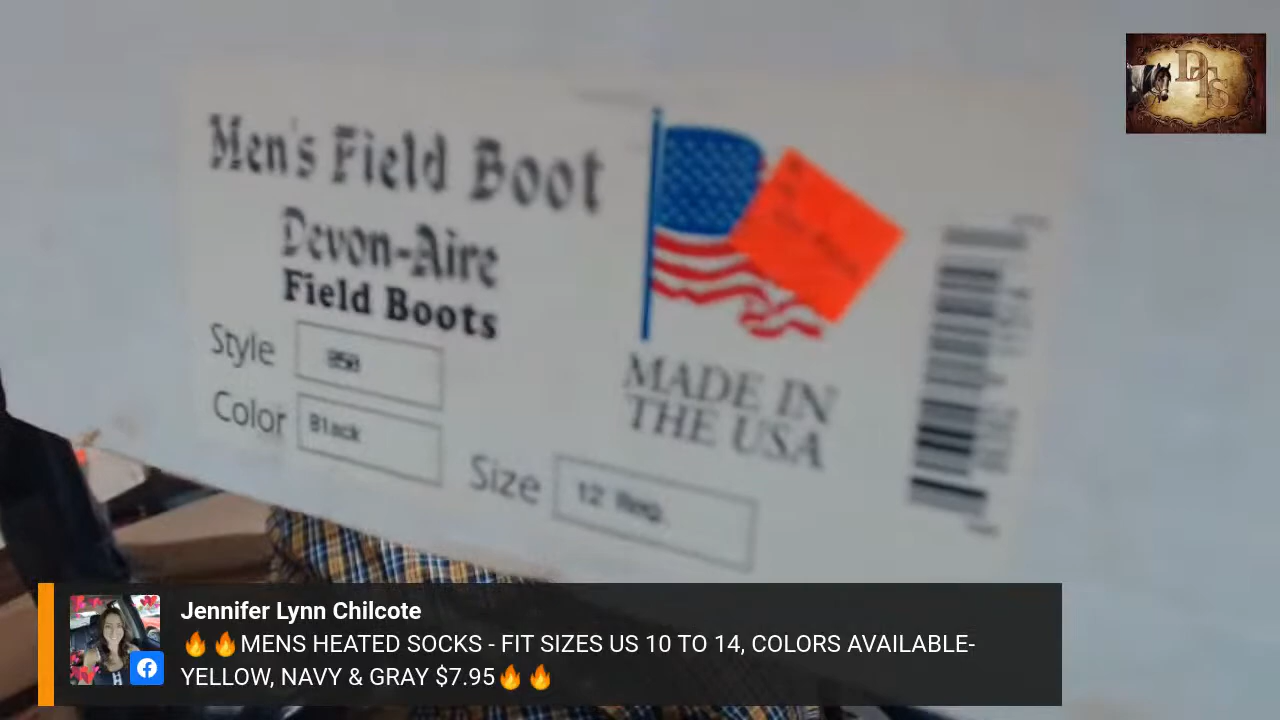 Men's Field Boot
Devon-Aire
Field Boots
Style
Color Black
Size 12 Reg.
MADE IN
THE USA
DTS
Jennifer Lynn Chilcote
🔥🔥MENS HEATED SOCKS - FIT SIZES US 10 TO 14, COLORS AVAILABLE-
YELLOW, NAVY & GRAY $7.95🔥🔥